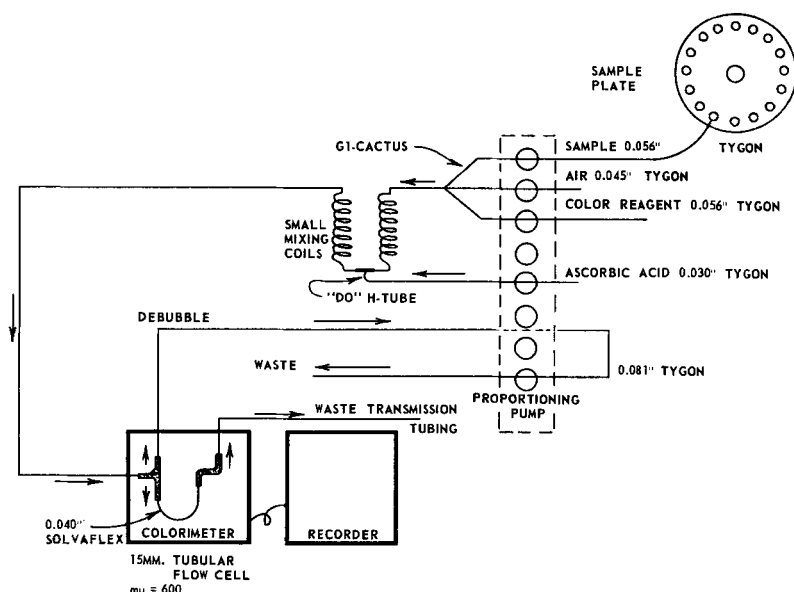 SAMPLE
PLATE
G1-CACTUS
SAMPLE 0.056"
TYGON
AIR 0.045" TYGON
COLOR REAGENT 0.056" TYGON
SMALL
MIXING
COILS
ASCORBIC ACID 0.030" TYGON
"DO" H-TUBE
DEBUBBLE
WASTE
0.081" TYGON
PROPORTIONING
PUMP
WASTE TRANSMISSION
TUBING
0.040"
SOLVAFLEX
COLORIMETER
RECORDER
15MM. TUBULAR
FLOW CELL
mu = 600